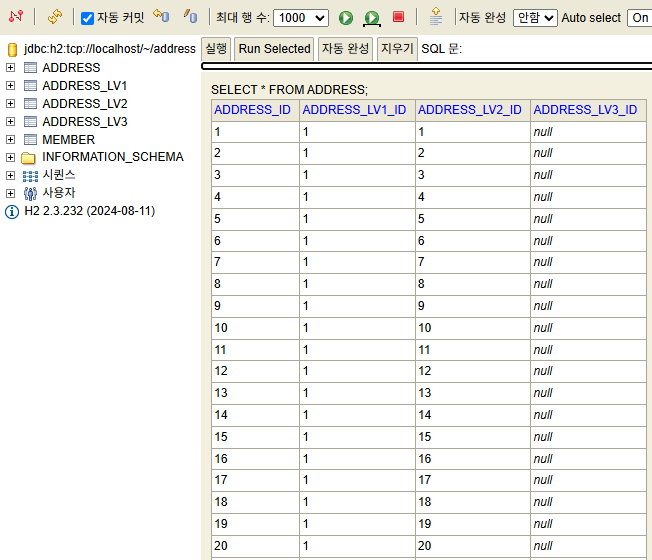 자동 커밋 최대 행 수: 1000 자동 완성 안함 Auto select On
jdbc:h2:tcp://localhost/~/address
ADDRESS
ADDRESS_LV1
ADDRESS_LV2
ADDRESS_LV3
MEMBER
INFORMATION_SCHEMA
시퀀스
사용자
H2 2.3.232 (2024-08-11)
실행 Run Selected 자동 완성 지우기 SQL 문:
SELECT * FROM ADDRESS;
ADDRESS_ID ADDRESS_LV1_ID ADDRESS_LV2_ID ADDRESS_LV3_ID
1 1 1 null
2 1 2 null
3 1 3 null
4 1 4 null
5 1 5 null
6 1 6 null
7 1 7 null
8 1 8 null
9 1 9 null
10 1 10 null
11 1 11 null
12 1 12 null
13 1 13 null
14 1 14 null
15 1 15 null
16 1 16 null
17 1 17 null
18 1 18 null
19 1 19 null
20 1 20 null